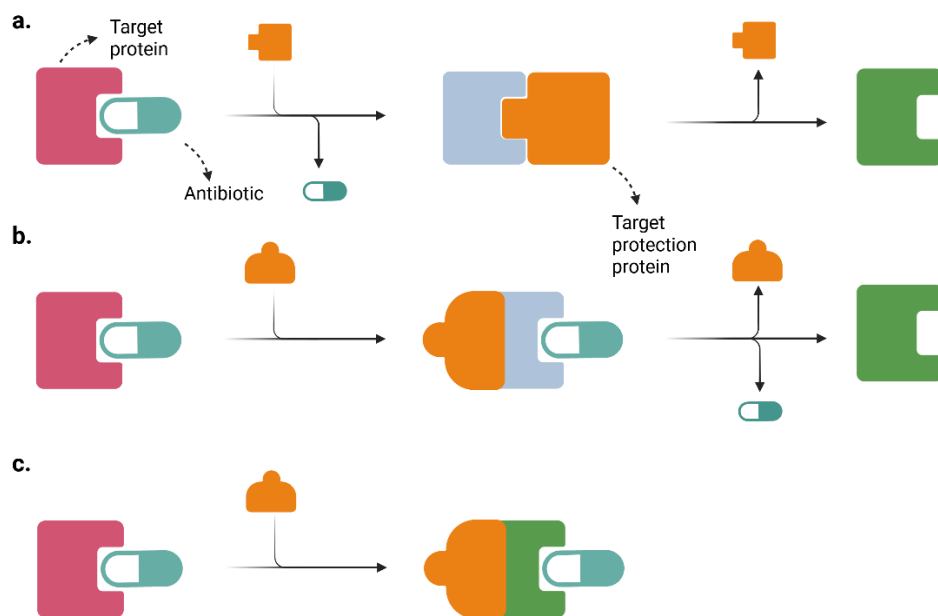 a.
Target
protein
Antibiotic
Target
protection
protein
b.
c.